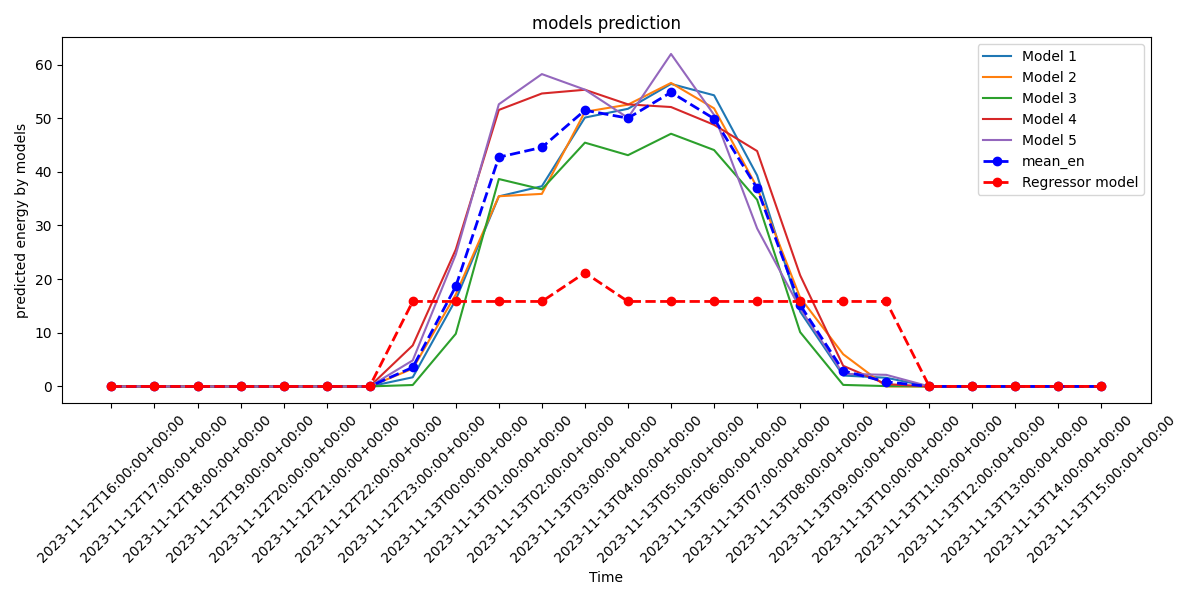 models prediction
predicted energy by models
60
50
40
30
20
10
0
Model 1
Model 2
Model 3
Model 4
Model 5
mean_en
Regressor model
2023-11-12T16:00:00+00:00
2023-11-12T17:00:00+00:00
2023-11-12T18:00:00+00:00
2023-11-12T19:00:00+00:00
2023-11-12T20:00:00+00:00
2023-11-12T21:00:00+00:00
2023-11-12T22:00:00+00:00
2023-11-12T23:00:00+00:00
2023-11-13T00:00:00+00:00
2023-11-13T01:00:00+00:00
2023-11-13T02:00:00+00:00
2023-11-13T03:00:00+00:00
2023-11-13T04:00:00+00:00
2023-11-13T05:00:00+00:00
2023-11-13T06:00:00+00:00
2023-11-13T07:00:00+00:00
2023-11-13T08:00:00+00:00
2023-11-13T09:00:00+00:00
2023-11-13T10:00:00+00:00
2023-11-13T11:00:00+00:00
2023-11-13T12:00:00+00:00
2023-11-13T13:00:00+00:00
2023-11-13T14:00:00+00:00
2023-11-13T15:00:00+00:00
Time